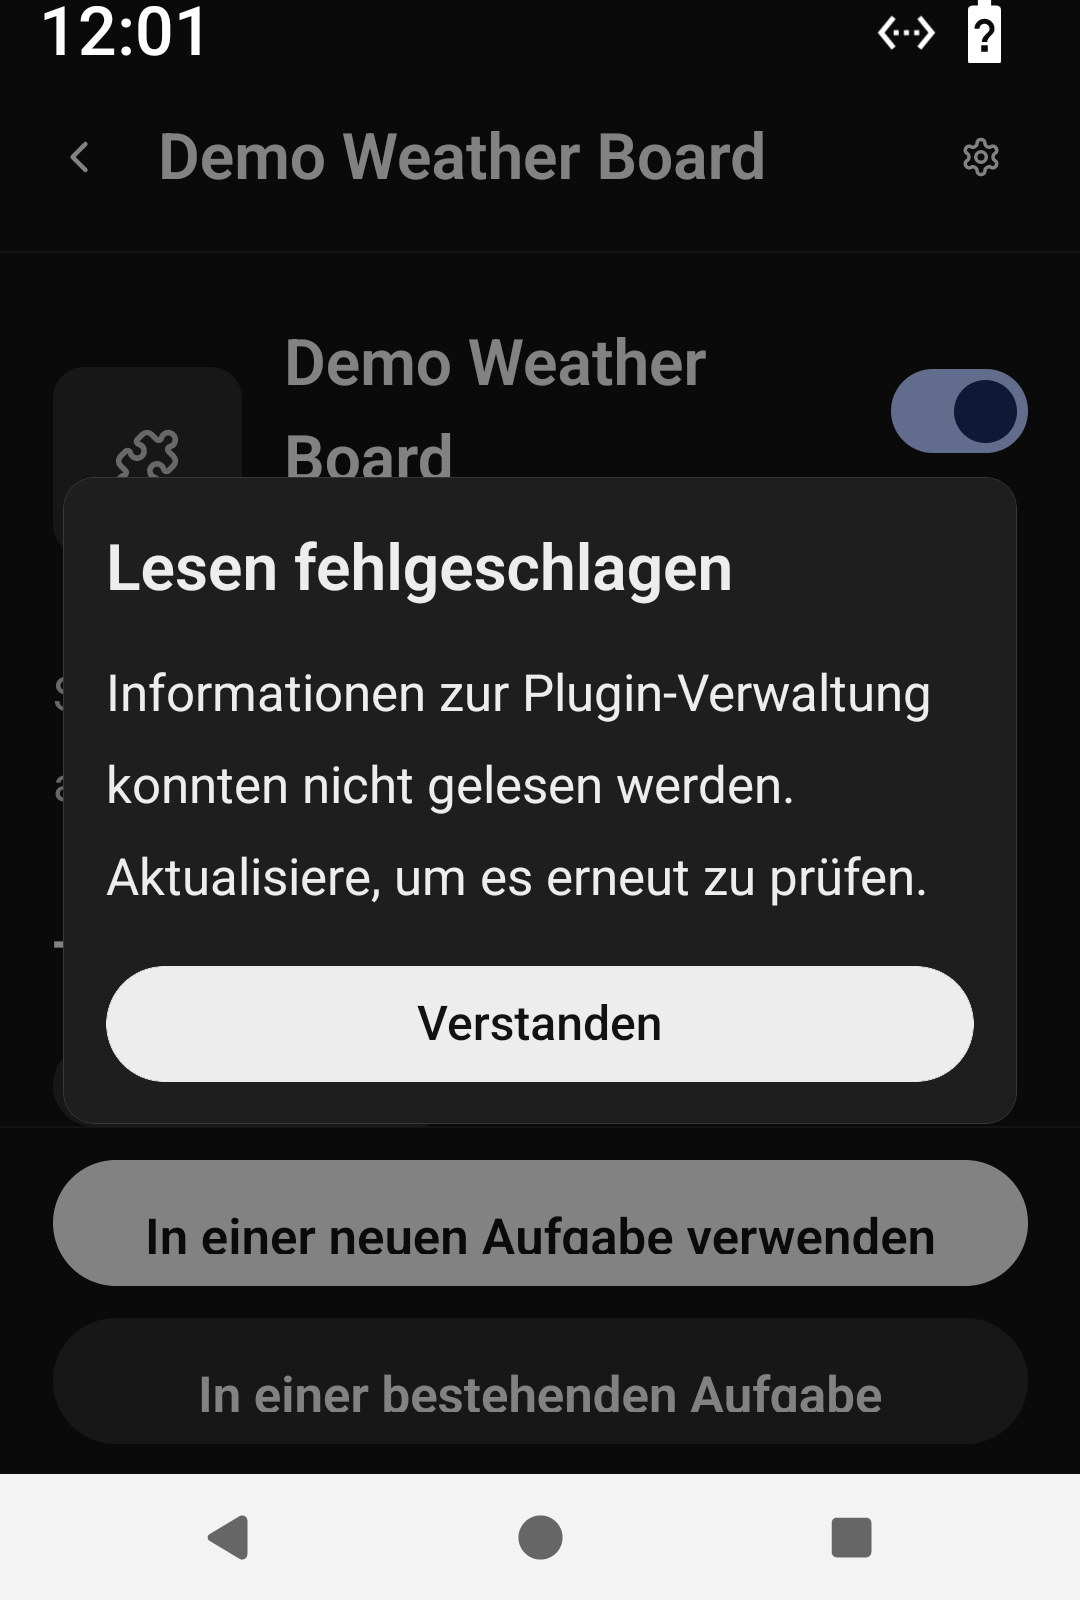 12:01
Demo Weather Board
Demo Weather
Board
Lesen fehlgeschlagen
Informationen zur Plugin-Verwaltung
konnten nicht gelesen werden.
Aktualisiere, um es erneut zu prüfen.
Verstanden
In einer neuen Aufgabe verwenden
In einer bestehenden Aufgabe